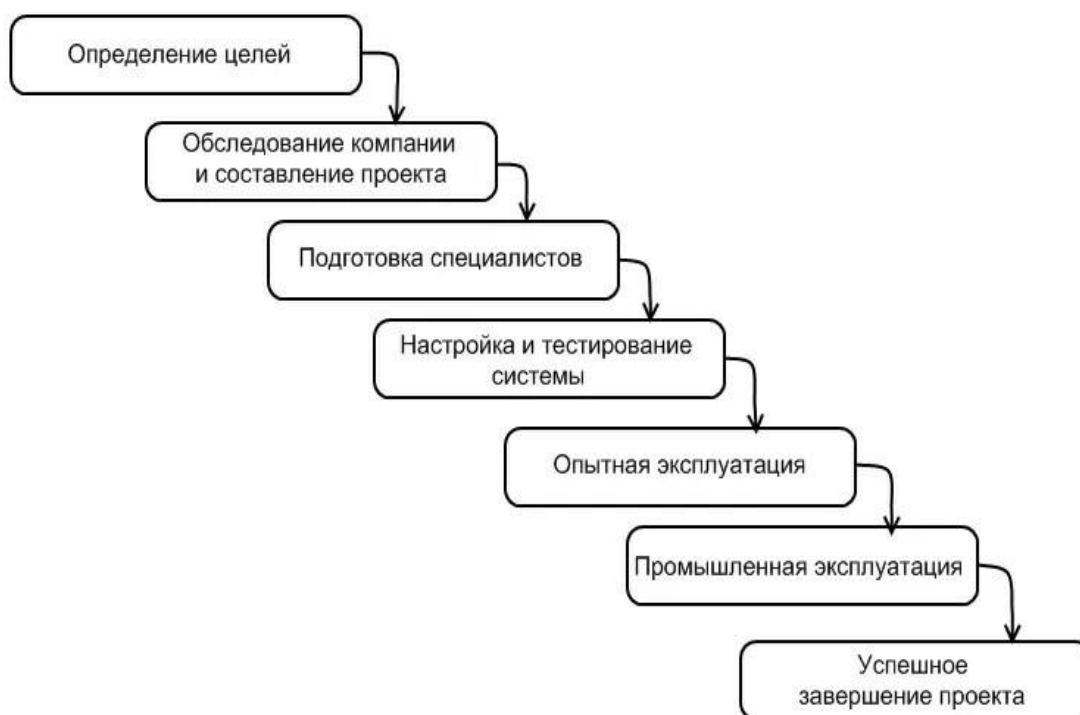 Определение целей
Обследование компании
и составление проекта
Подготовка специалистов
Настройка и тестирование
системы
Опытная эксплуатация
Промышленная эксплуатация
Успешное
завершение проекта